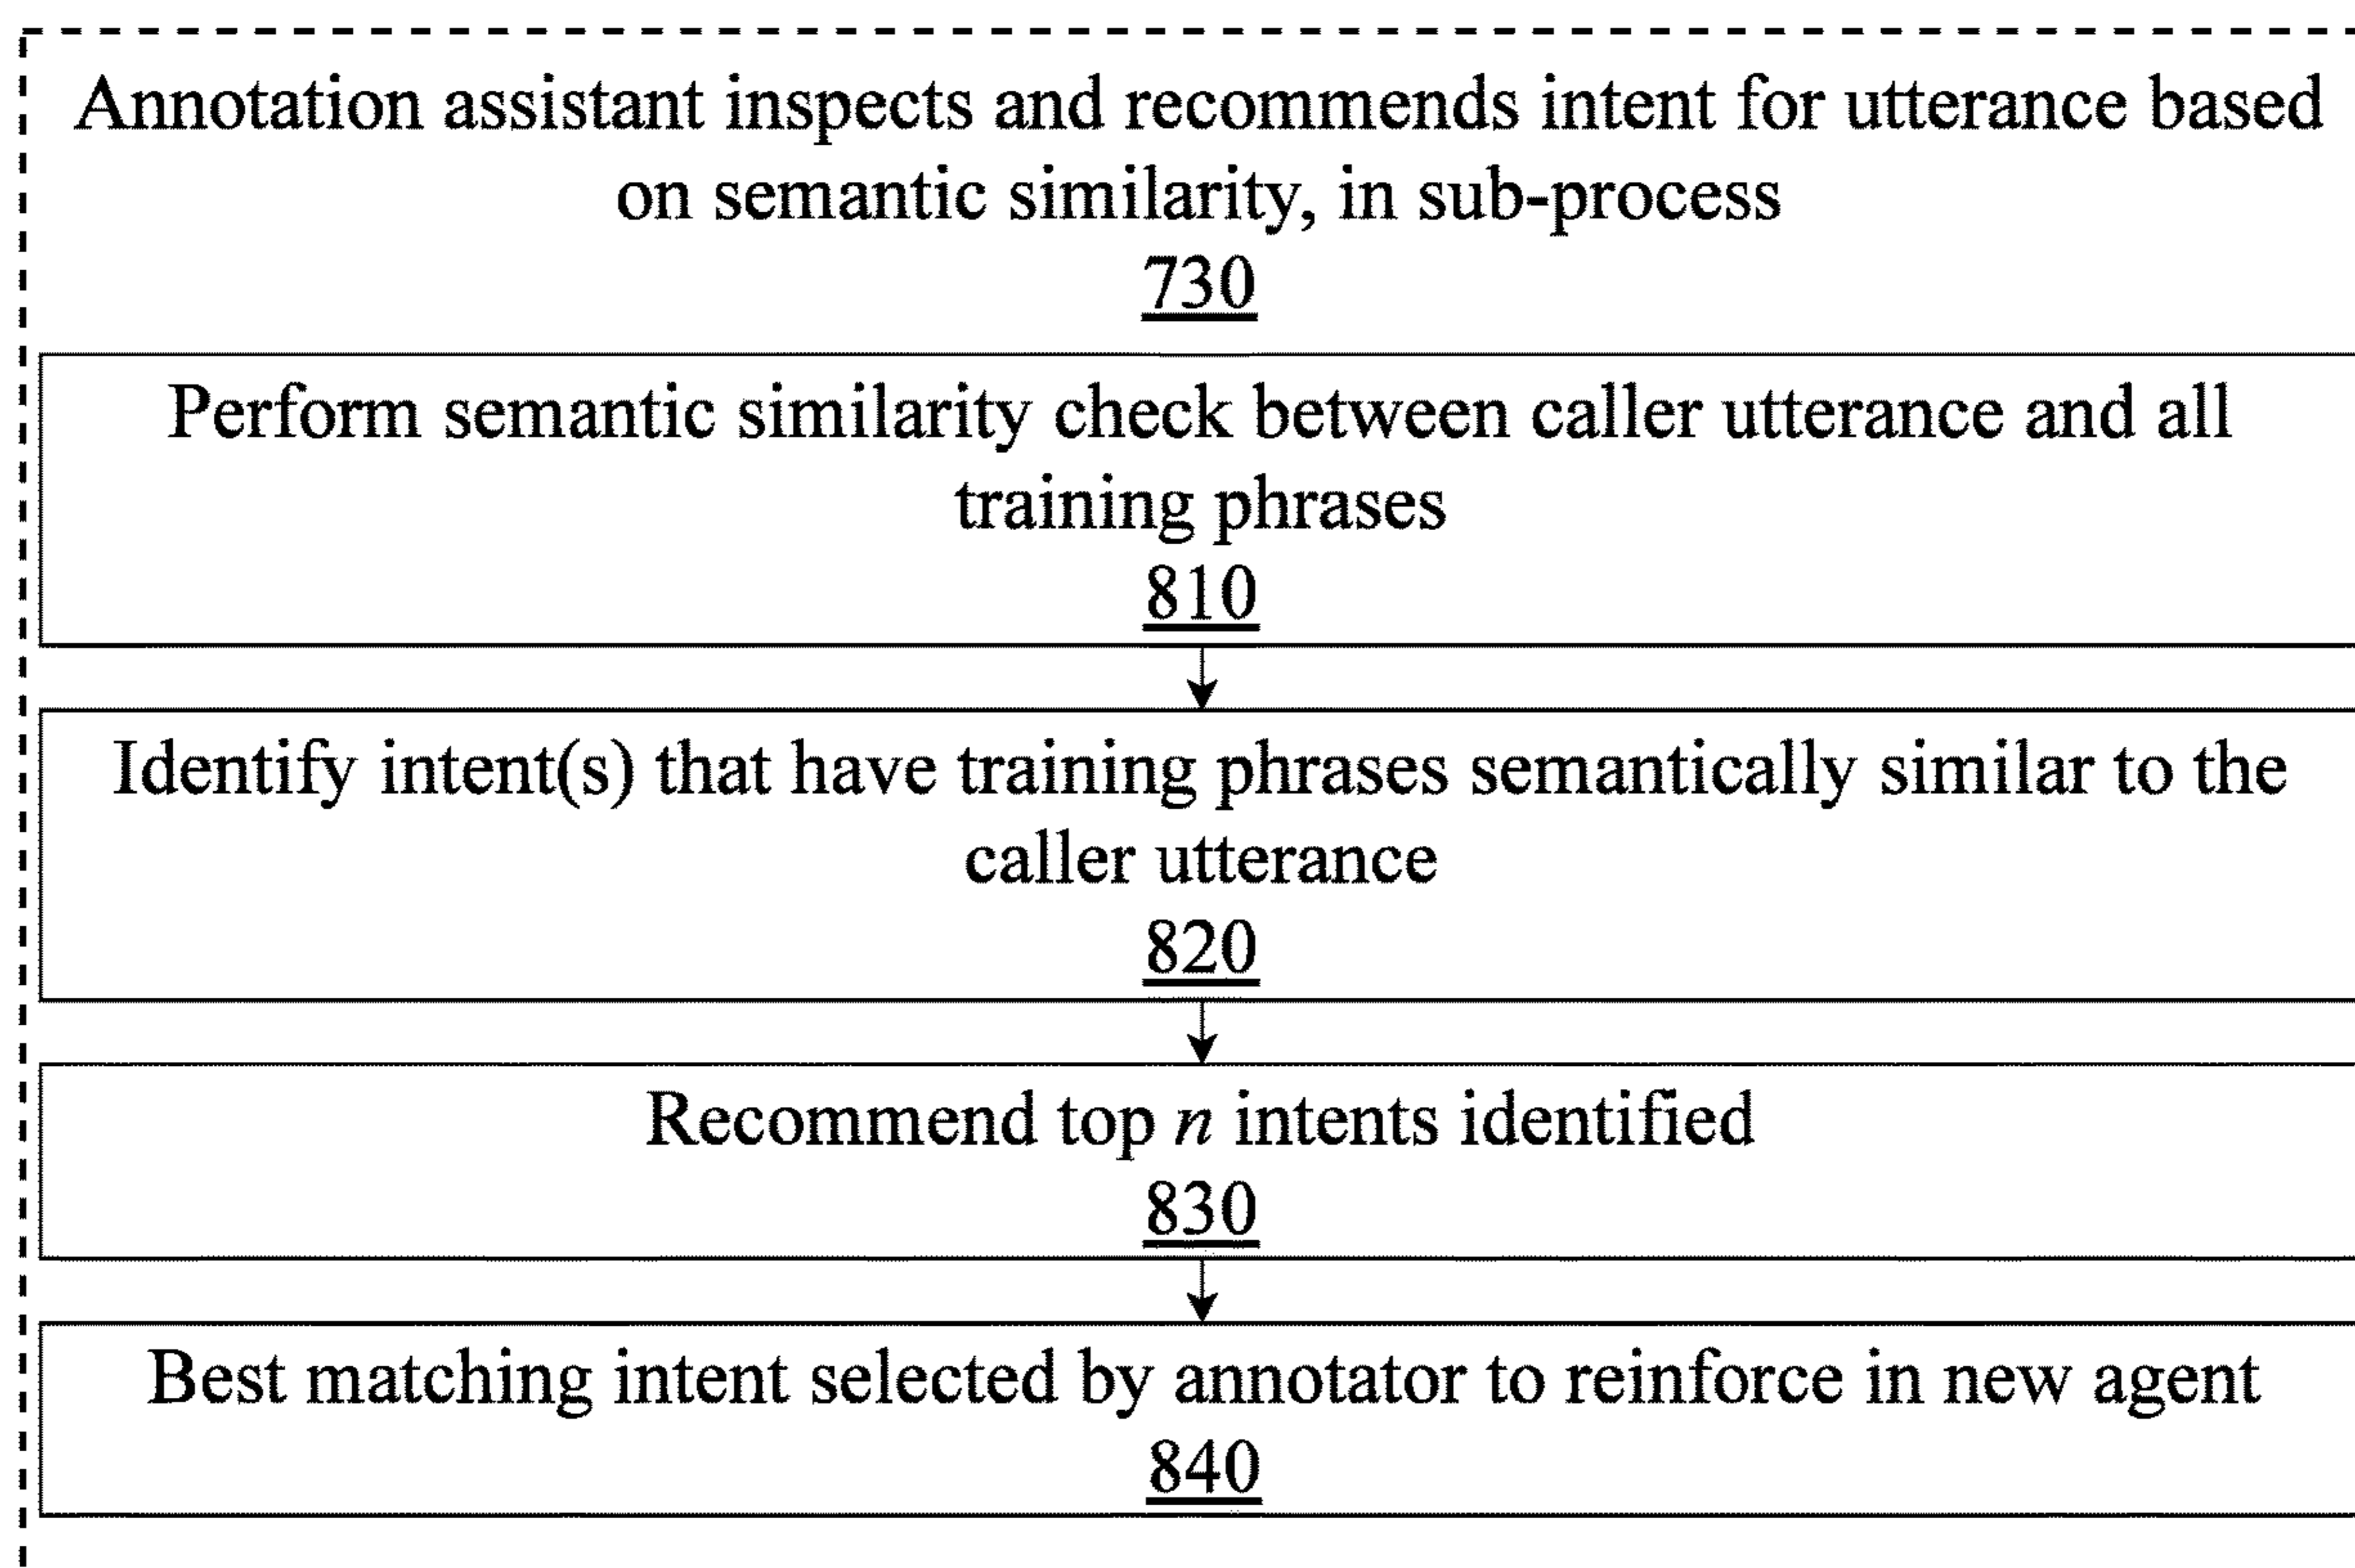 Annotation assistant inspects and recommends intent for utterance based
on semantic similarity, in sub-process
730
Perform semantic similarity check between caller utterance and all
training phrases
810
Identify intent(s) that have training phrases semantically similar to the
caller utterance
820
Recommend top n intents identified
830
Best matching intent selected by annotator to reinforce in new agent
840